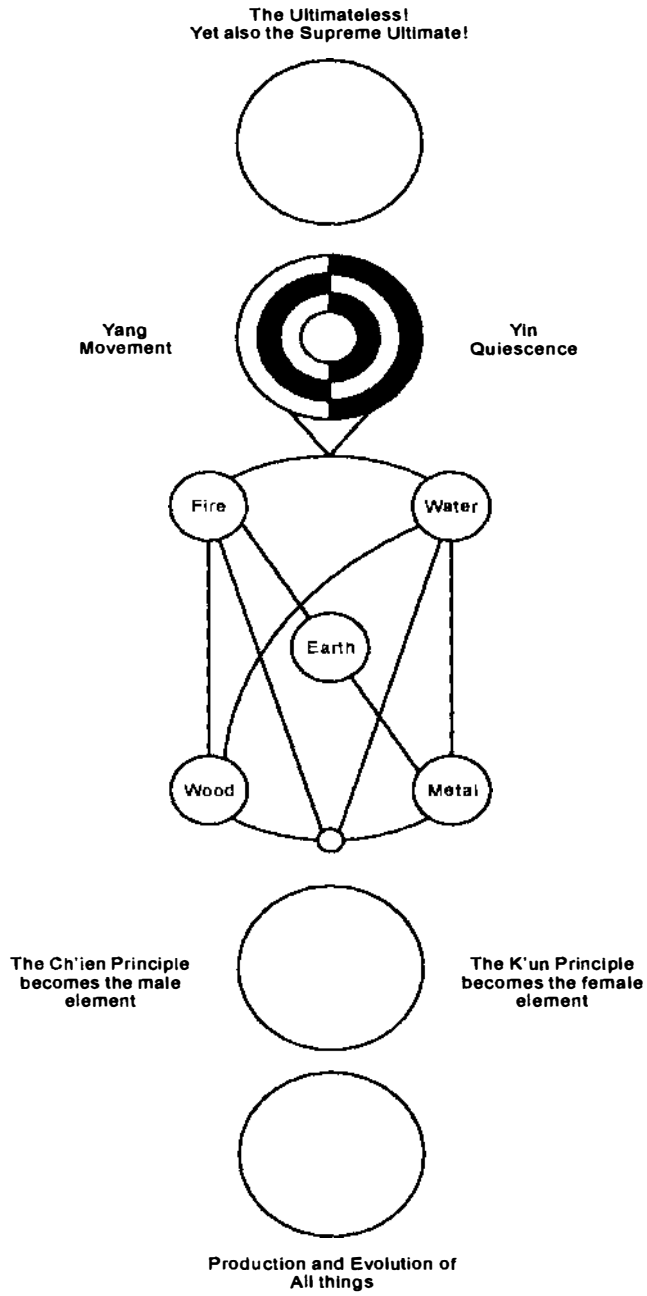 The Ultimateless!
Yet also the Supreme Ultimate!
Yang
Movement
Yin
Quiescence
Fire
Water
Earth
Wood
Metal
The Ch'ien Principle
becomes the male
element
The K'un Principle
becomes the female
element
Production and Evolution of
All things